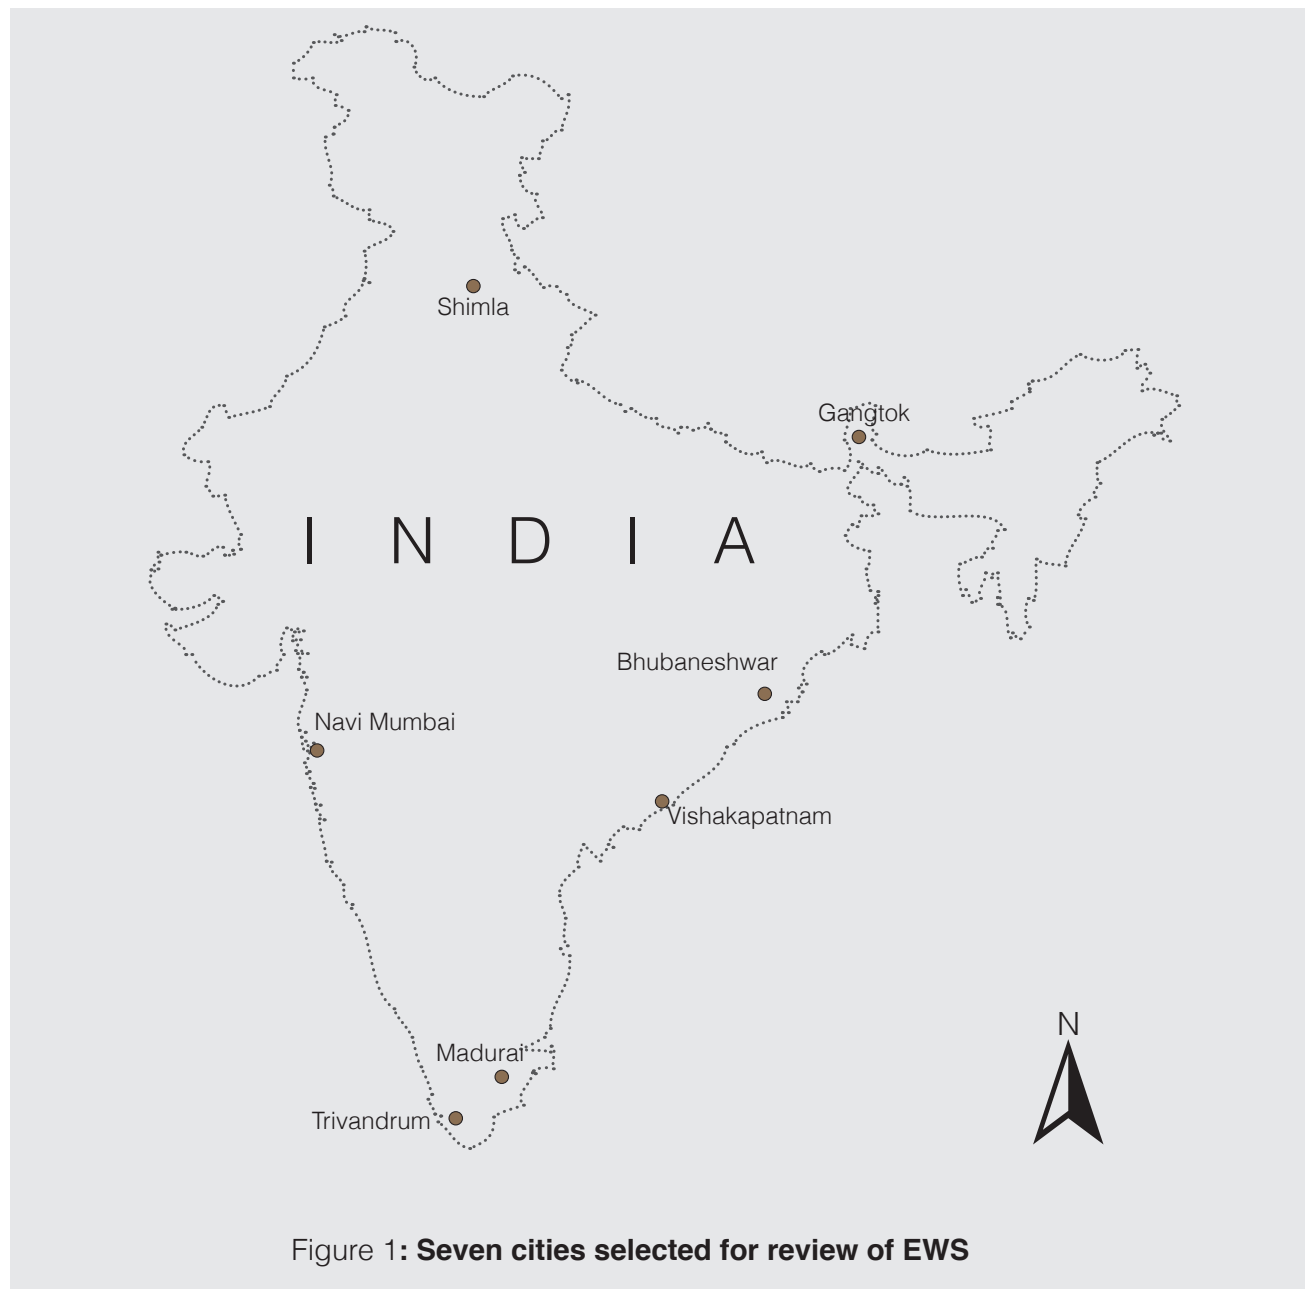 Shimla
Gangtok
I N D I A
Bhubaneshwar
Navi Mumbai
Vishakapatnam
N
Madurai
Trivandrum
Figure 1: Seven cities selected for review of EWS